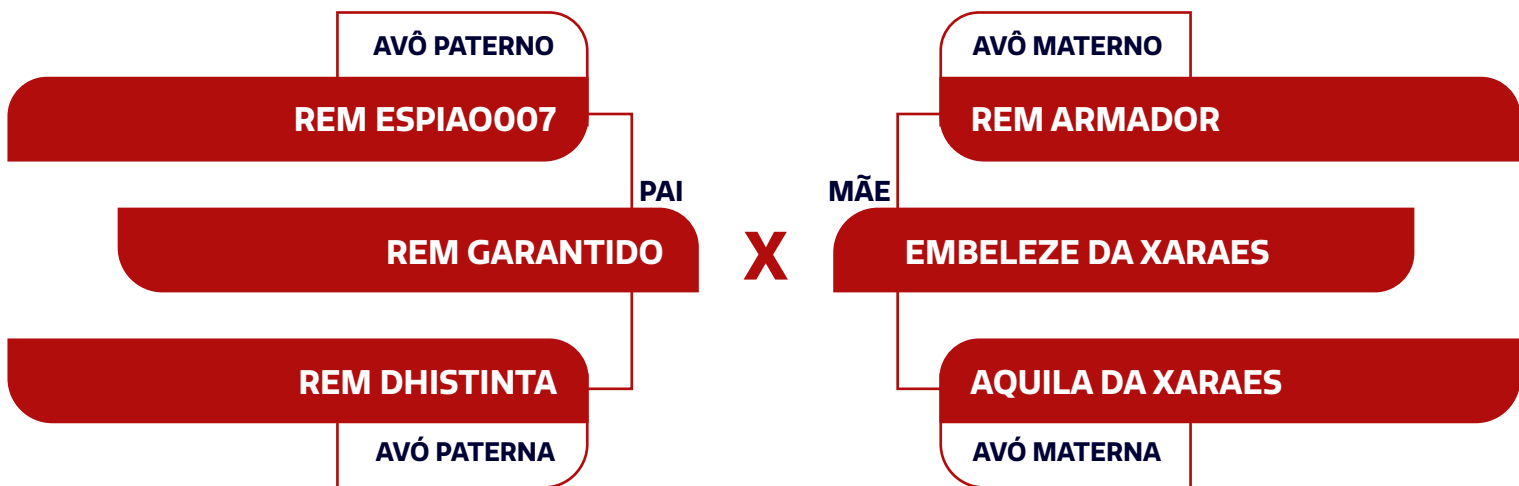 AVÔ PATERNO
REM ESPIAO007
PAI
REM GARANTIDO
REM DHISTINTA
AVÓ PATERNA
X
AVÔ MATERNO
REM ARMADOR
MÃE
EMBELEZE DA XARAES
AQUILA DA XARAES
AVÓ MATERNA